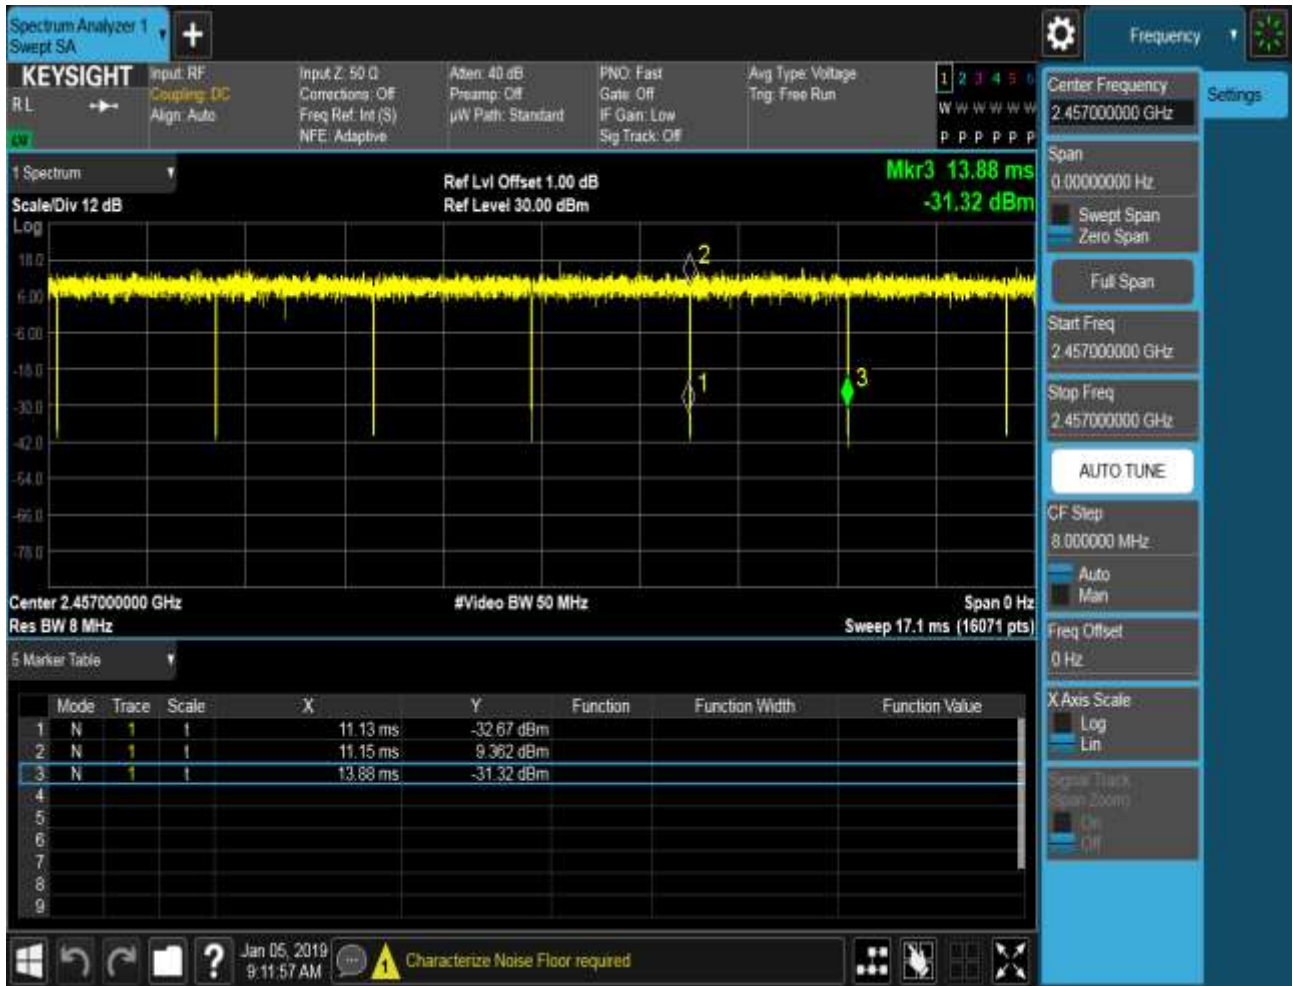 Spectrum Analyzer 1
Swept SA
Frequency
KEYSIGHT
R L
Input: RF
Coupling: DC
Align: Auto
Input Z: 50 Ω
Corrections: Off
Freq Ref: Int (S)
NFE: Adaptive
Atten: 40 dB
Preamp: Off
µW Path: Standard
PNO: Fast
Gate: Off
IF Gain: Low
Sig Track: Off
Avg Type: Voltage
Trig: Free Run
1 2 3 4 5 6
W W W W W W
P P P P P P
1 Spectrum
Scale/Div 12 dB
Log
Ref Lvl Offset 1.00 dB
Ref Level 30.00 dBm
Mkr3 13.88 ms
-31.32 dBm
18.0
6.00
-6.00
-18.0
-30.0
-42.0
-54.0
-66.0
-78.0
2
1
3
Center 2.457000000 GHz
#Video BW 50 MHz
Span 0 Hz
Res BW 8 MHz
Sweep 17.1 ms (16071 pts)
5 Marker Table
Mode Trace Scale X Y Function Function Width Function Value
1 N 1 t 11.13 ms -32.67 dBm
2 N 1 t 11.15 ms 9.362 dBm
3 N 1 t 13.88 ms -31.32 dBm
4
5
6
7
8
9
Jan 05, 2019
9:11:57 AM
1
Characterize Noise Floor required
Settings
Center Frequency
2.457000000 GHz
Span
0.00000000 Hz
Swept Span
Zero Span
Full Span
Start Freq
2.457000000 GHz
Stop Freq
2.457000000 GHz
AUTO TUNE
CF Step
8.000000 MHz
Auto
Man
Freq Offset
0 Hz
X Axis Scale
Log
Lin
Signal Track
(Span Zoom)
On
Off